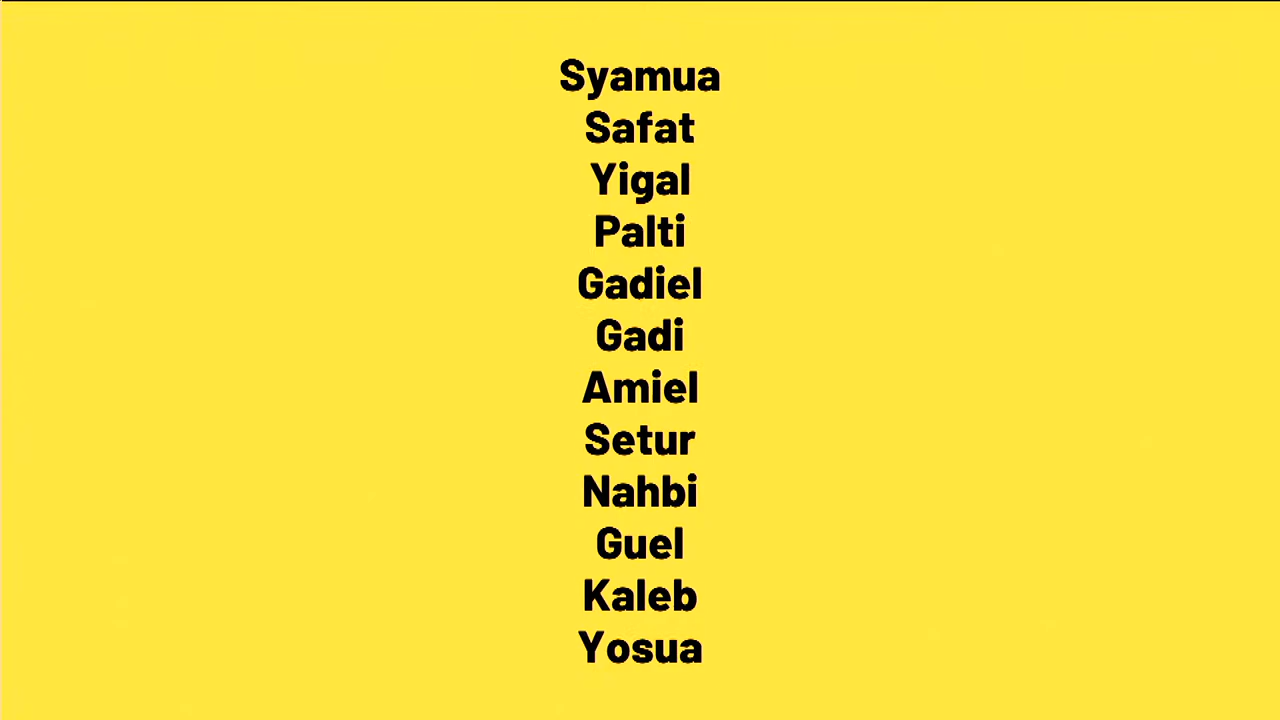 Syamua
Safat
Yigal
Palti
Gadiel
Gadi
Amiel
Setur
Nahbi
Guel
Kaleb
Yosua